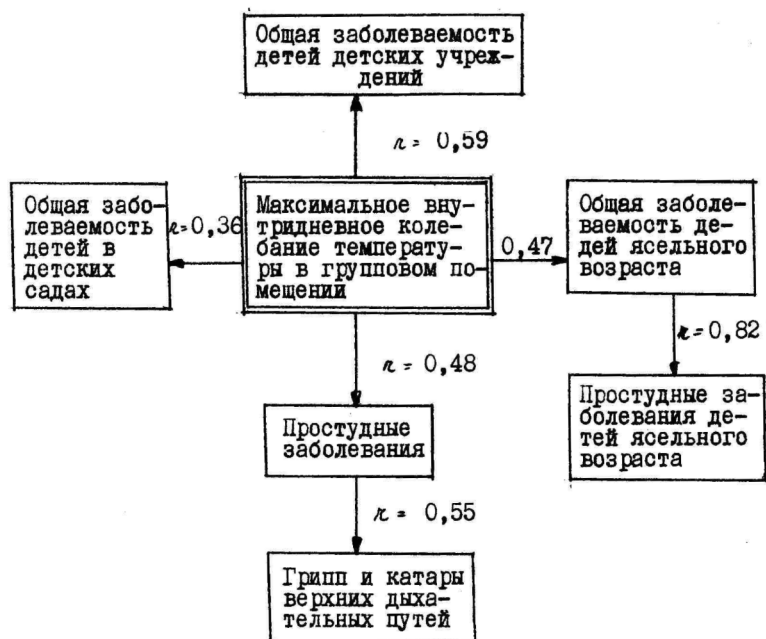 Общая заболеваемость
детей детских учреж-
дений
r = 0,59
Общая забо-
леваемость
детей в
детских
садах
r=0,36
Максимальное вну-
тридневное коле-
бание температу-
ры в групповом по-
мещении
0,47
Общая заболе-
ваемость де-
дей ясельного
возраста
r=0,82
r = 0,48
Простудные
заболевания
Простудные за-
болевания де-
тей ясельного
возраста
r = 0,55
Грипп и катары
верхних дыха-
тельных путей